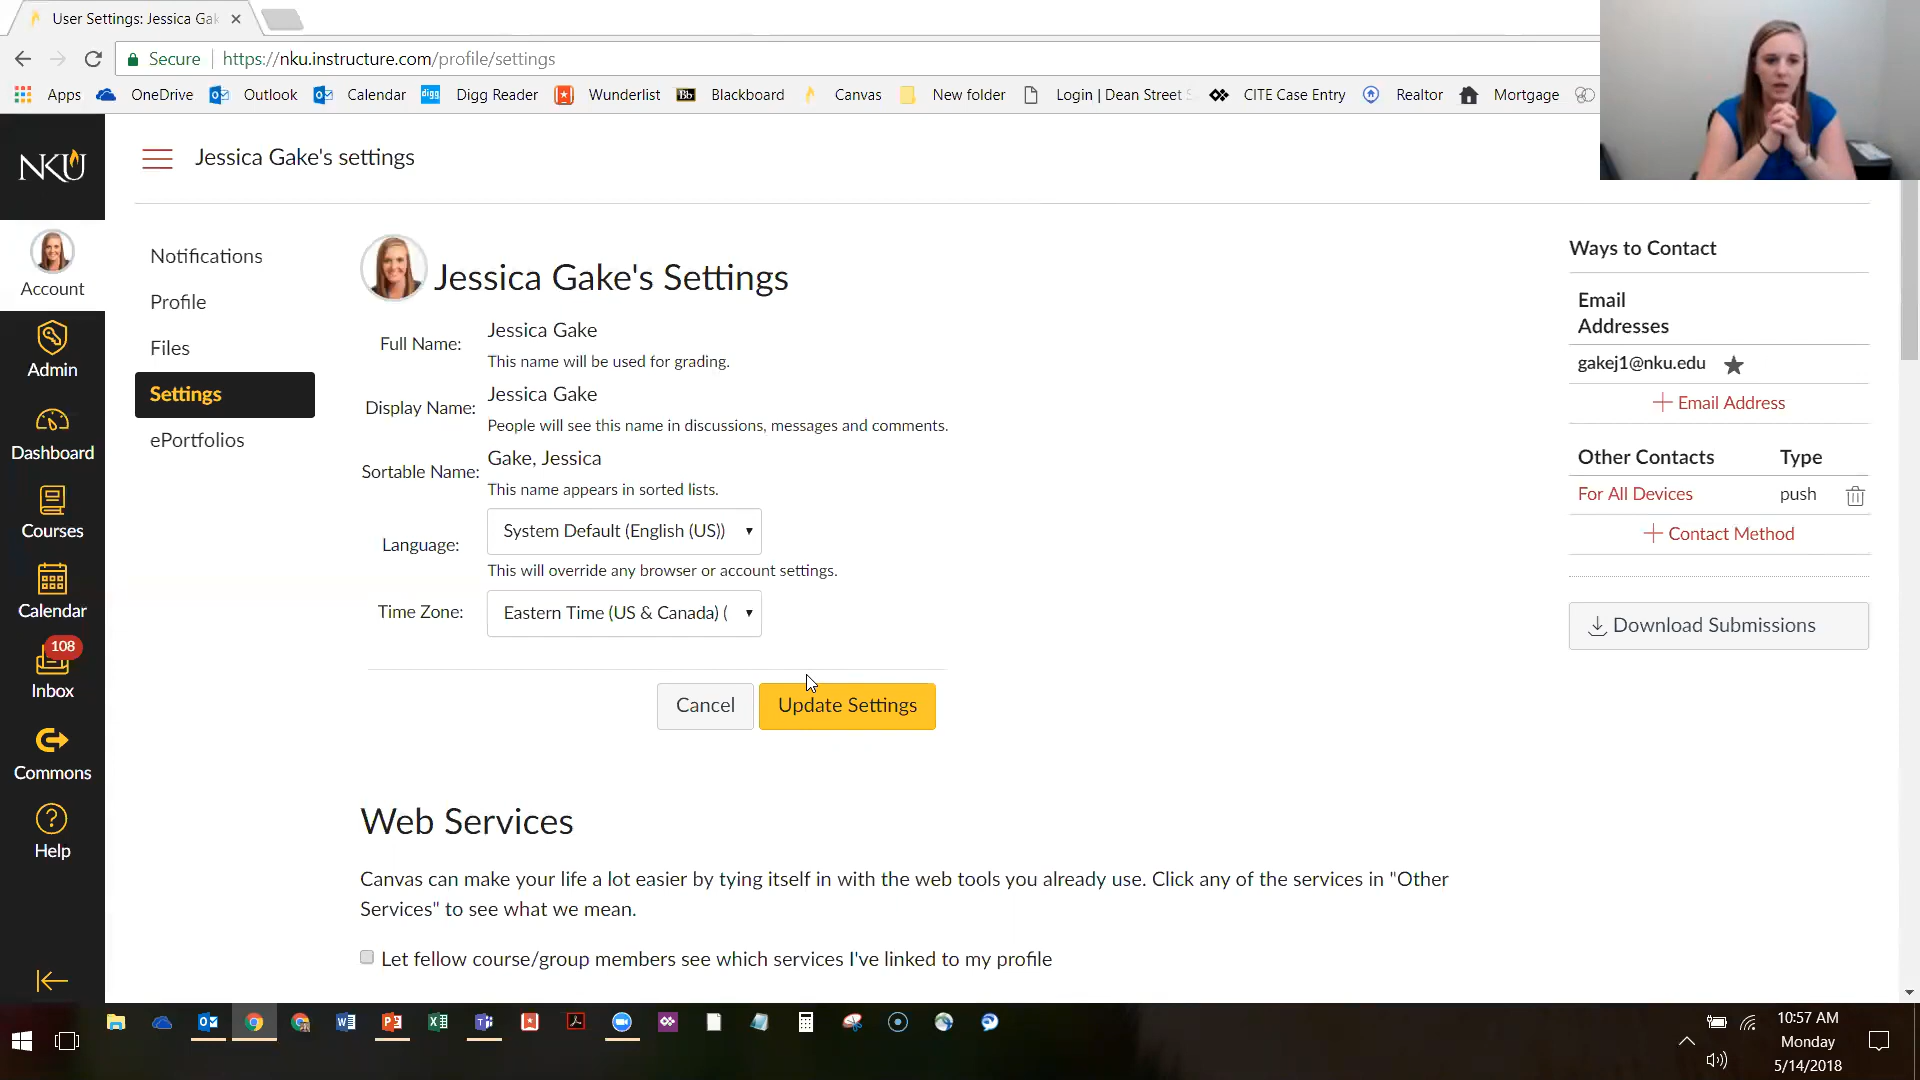 User Settings: Jessica Gak
Secure https://nku.instructure.com/profile/settings
Apps OneDrive Outlook Calendar digg Digg Reader Wunderlist Bb Blackboard Canvas New folder Login | Dean Street S CITE Case Entry Realtor Mortgage
NKU
Account
Admin
Dashboard
Courses
Calendar
108
Inbox
Commons
Help
Jessica Gake's settings
Notifications
Profile
Files
Settings
ePortfolios
Jessica Gake's Settings
Full Name: Jessica Gake
This name will be used for grading.
Display Name: Jessica Gake
People will see this name in discussions, messages and comments.
Sortable Name: Gake, Jessica
This name appears in sorted lists.
Language: System Default (English (US))
This will override any browser or account settings.
Time Zone: Eastern Time (US & Canada) (
Cancel Update Settings
Web Services
Canvas can make your life a lot easier by tying itself in with the web tools you already use. Click any of the services in "Other
Services" to see what we mean.
Let fellow course/group members see which services I've linked to my profile
Ways to Contact
Email
Addresses
gakej1@nku.edu
Email Address
Other Contacts Type
For All Devices push
Contact Method
Download Submissions
10:57 AM
Monday
5/14/2018